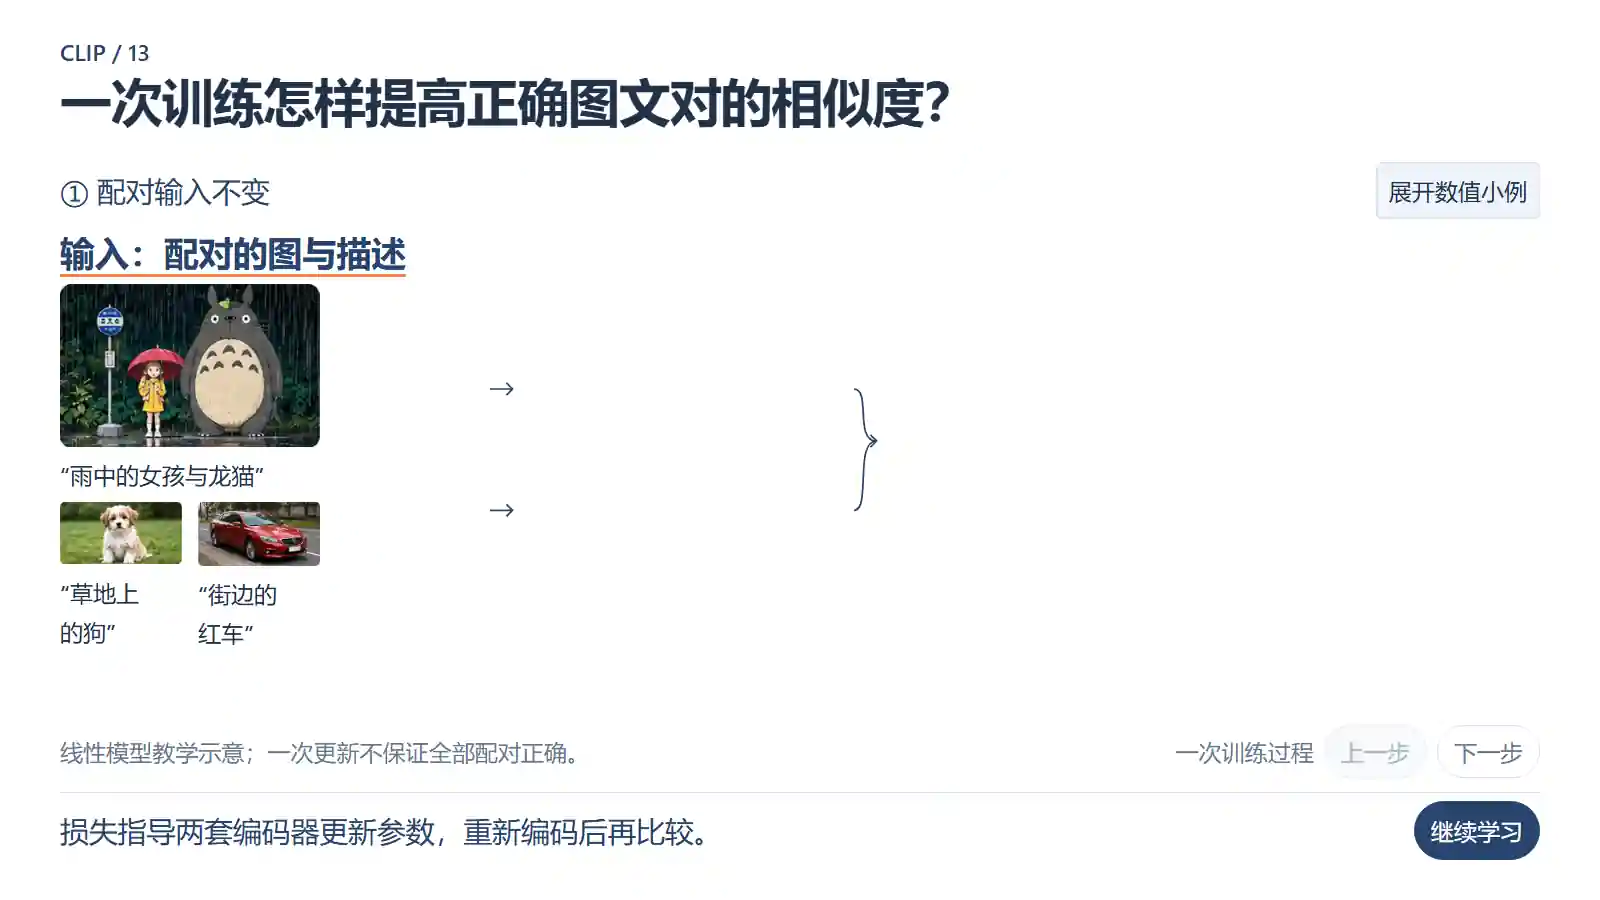 CLIP / 13
一次训练怎样提高正确图文对的相似度？
① 配对输入不变
展开数值小例
输入：配对的图与描述
“雨中的女孩与龙猫”
“草地上
的狗”
“街边的
红车”
线性模型教学示意；一次更新不保证全部配对正确。
一次训练过程
上一步
下一步
损失指导两套编码器更新参数，重新编码后再比较。
继续学习